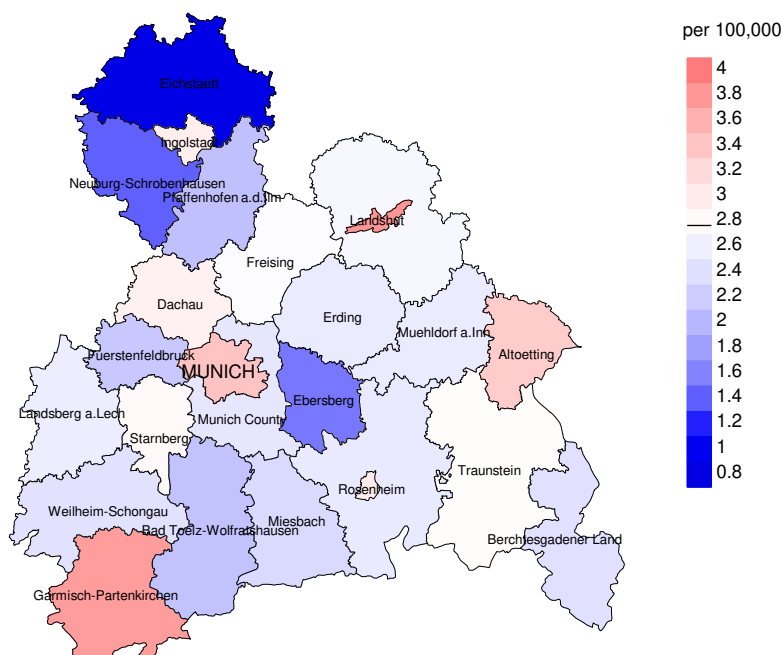 per 100,000
4
3.8
3.6
3.4
3.2
3
2.8
2.6
2.4
2.2
2
1.8
1.6
1.4
1.2
1
0.8
Eichstaett
Ingolstadt
Neuburg-Schrobenhausen
Pfaffenhofen a.d.Ilm
Landshut
Freising
Dachau
Erding
Muehldorf a.Inn
Altoetting
Fuerstenfeldbruck
MUNICH
Ebersberg
Landsberg a.Lech
Munich County
Starnberg
Traunstein
Rosenheim
Weilheim-Schongau
Miesbach
Bad Toelz-Wolfratshausen
Berchtesgadener Land
Garmisch-Partenkirchen